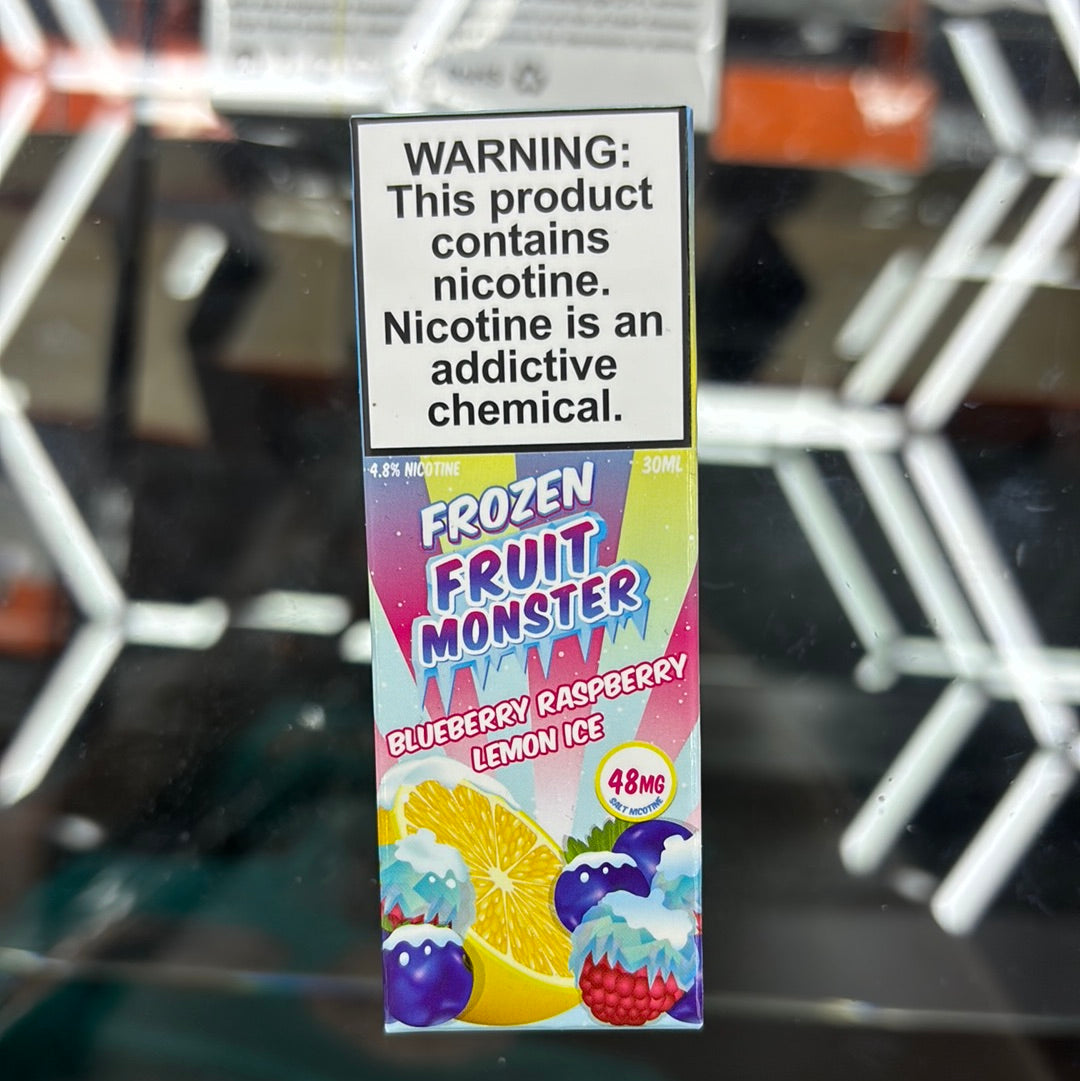 WARNING:
This product
contains
nicotine.
Nicotine is an
addictive
chemical.
4.8% NICOTINE
30ML
FROZEN
FRUIT
MONSTER
BLUEBERRY RASPBERRY
LEMON ICE
48MG
SALT NICOTINE